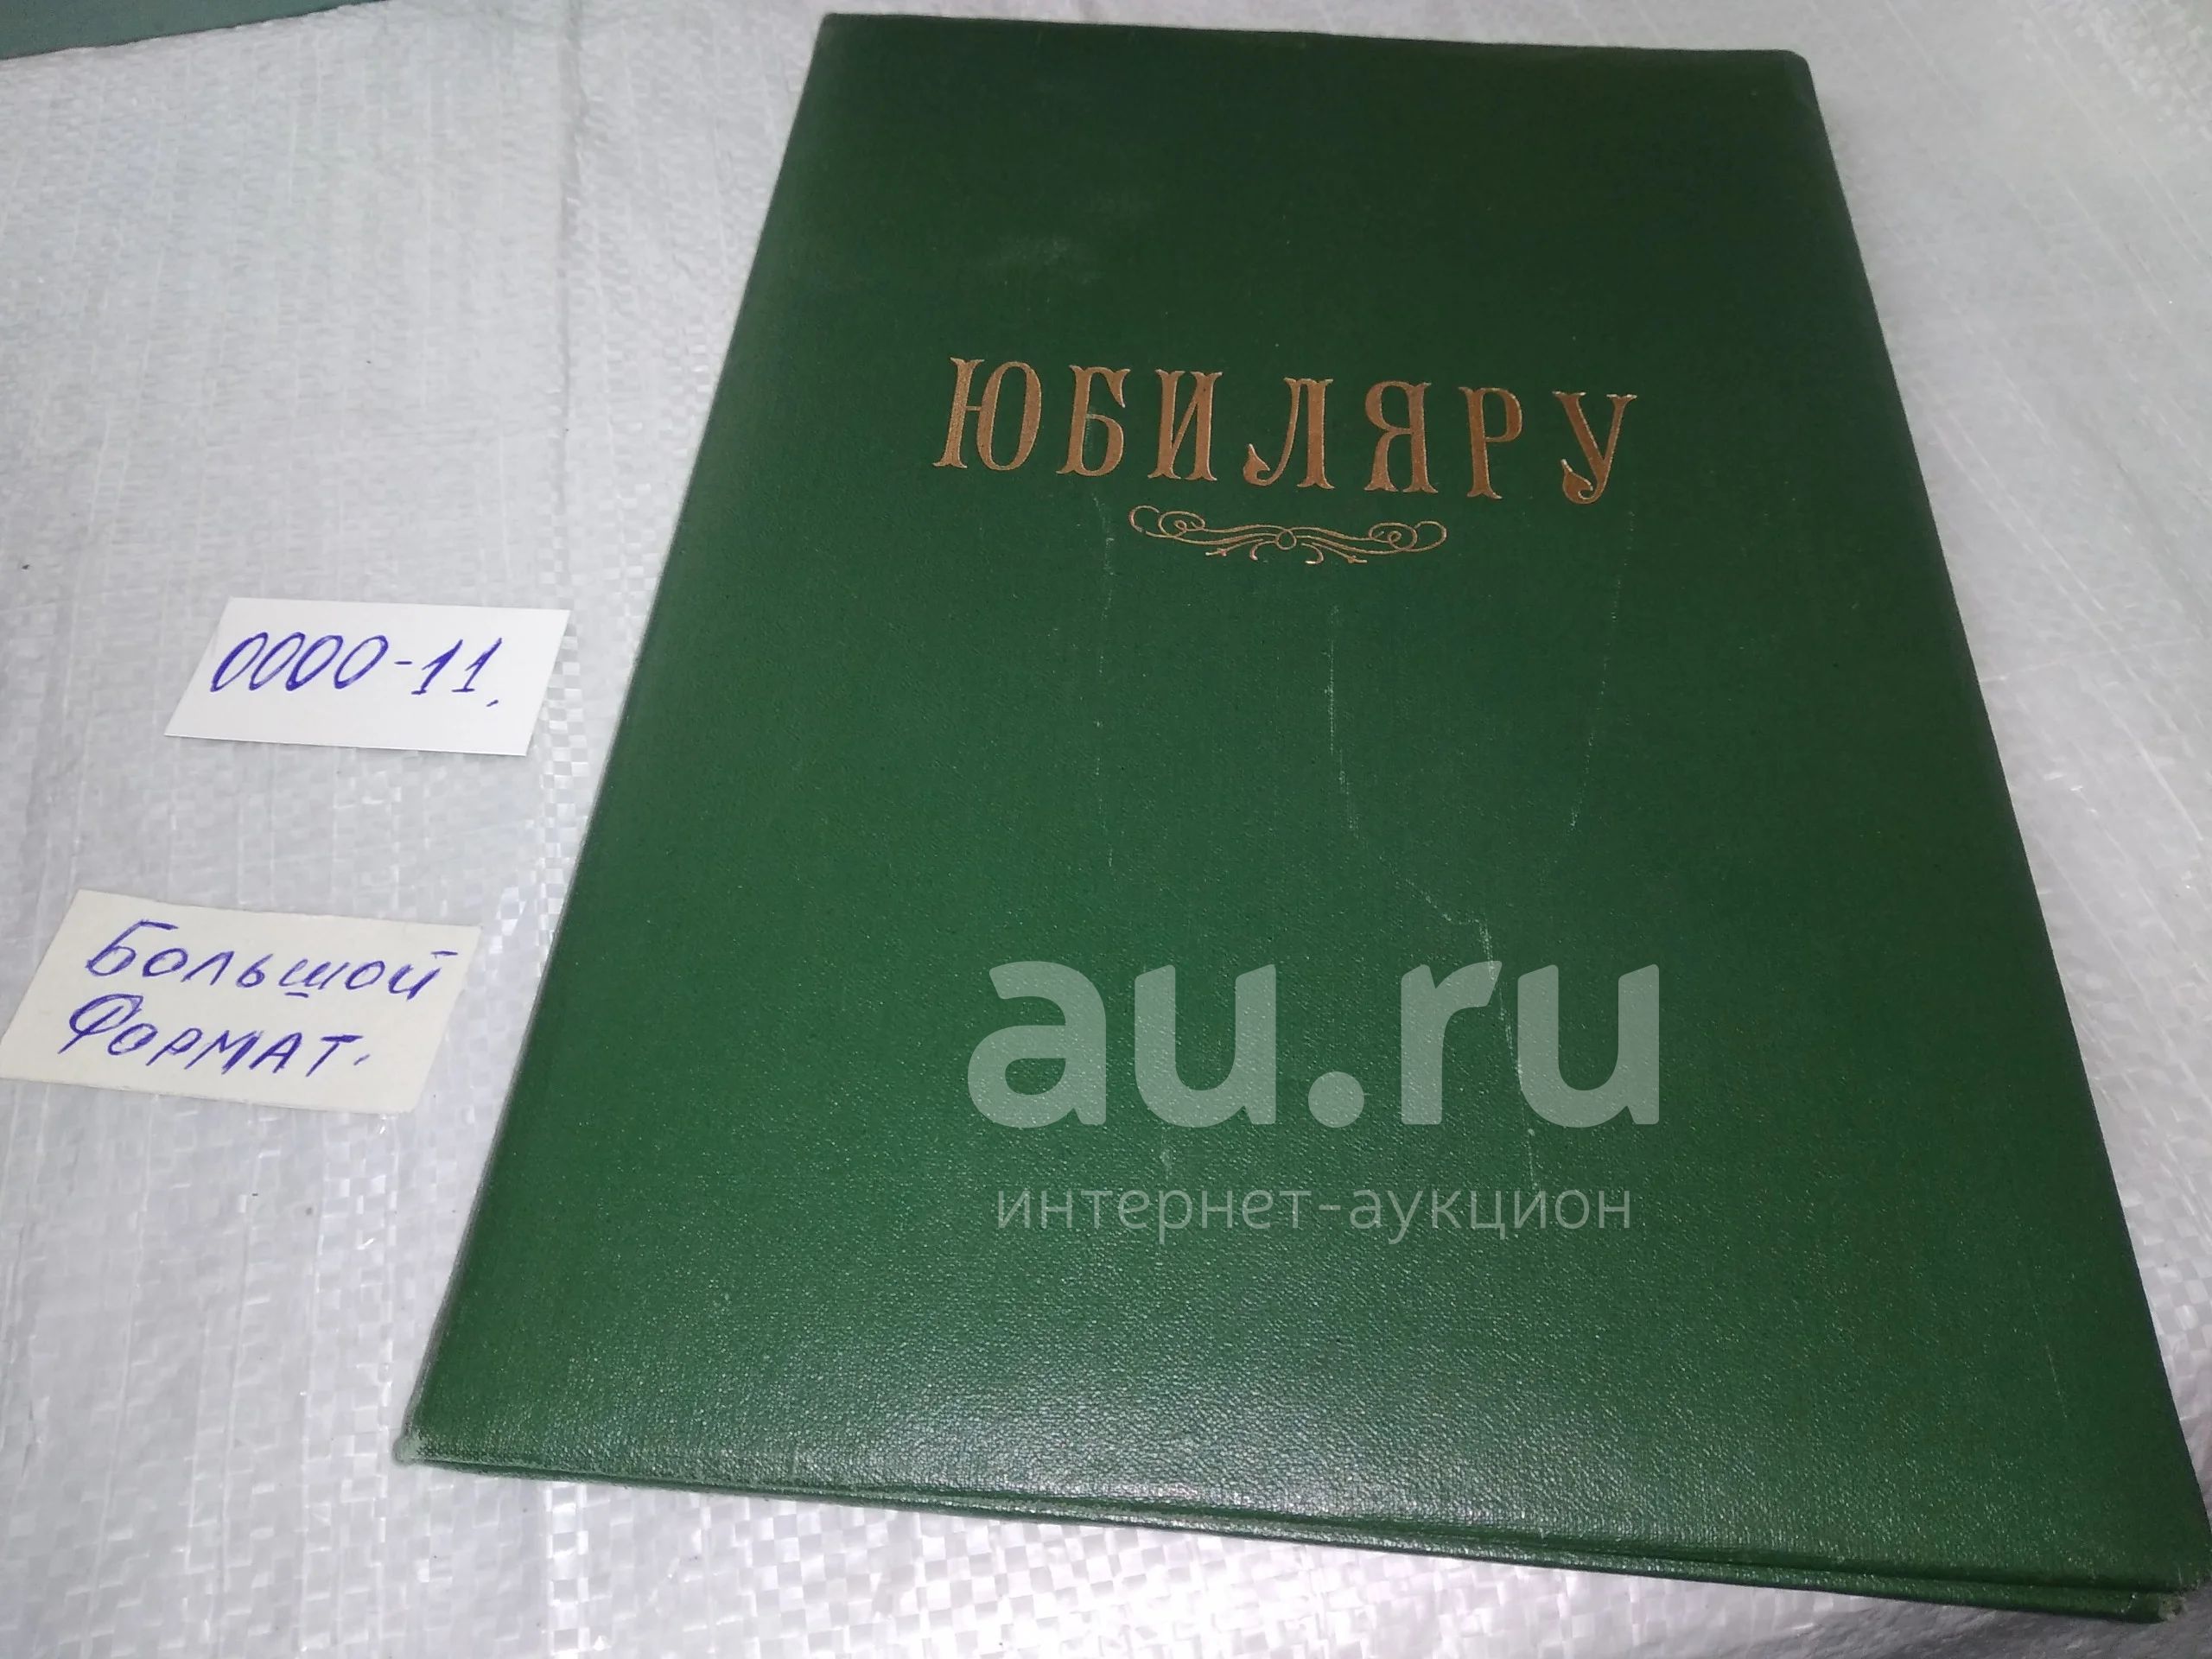 ЮБИЛЯРУ
0000-11.
Большой
Формат.
au.ru
интернет-аукцион